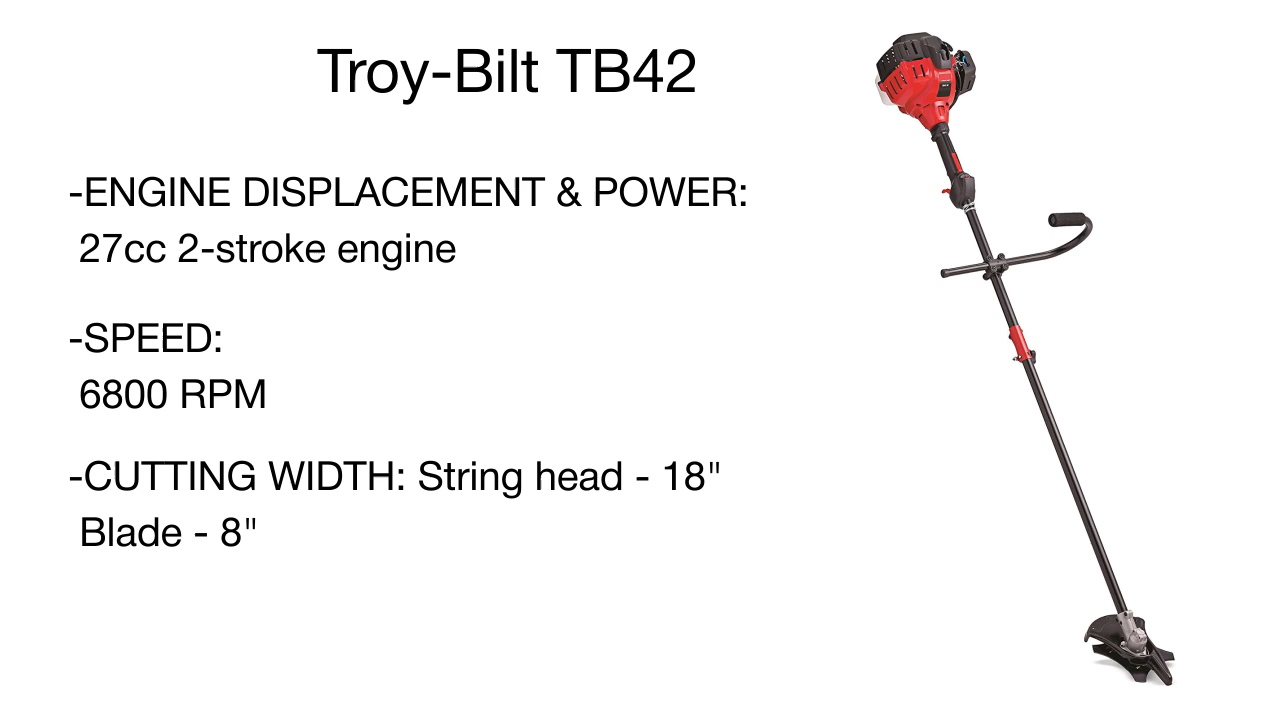 Troy-Bilt TB42
-ENGINE DISPLACEMENT & POWER:
27cc 2-stroke engine
-SPEED:
6800 RPM
-CUTTING WIDTH: String head - 18"
Blade - 8"